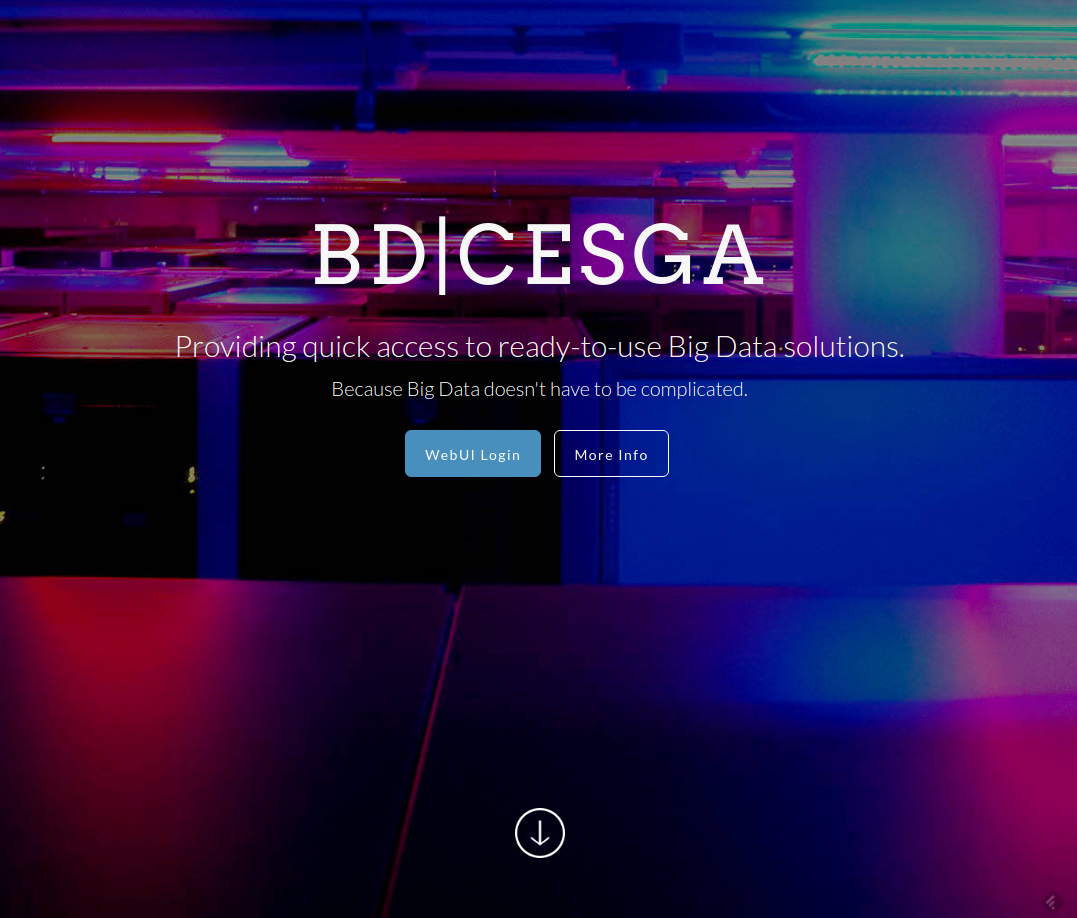 BD|CESGA
Providing quick access to ready-to-use Big Data solutions.
Because Big Data doesn't have to be complicated.
WebUI Login
More Info